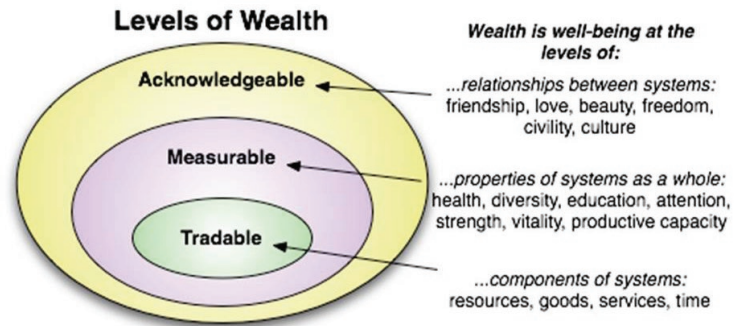 Levels of Wealth
Acknowledgeable
Measurable
Tradable
Wealth is well-being at the
levels of:
...relationships between systems:
friendship, love, beauty, freedom,
civility, culture
...properties of systems as a whole:
health, diversity, education, attention,
strength, vitality, productive capacity
...components of systems:
resources, goods, services, time